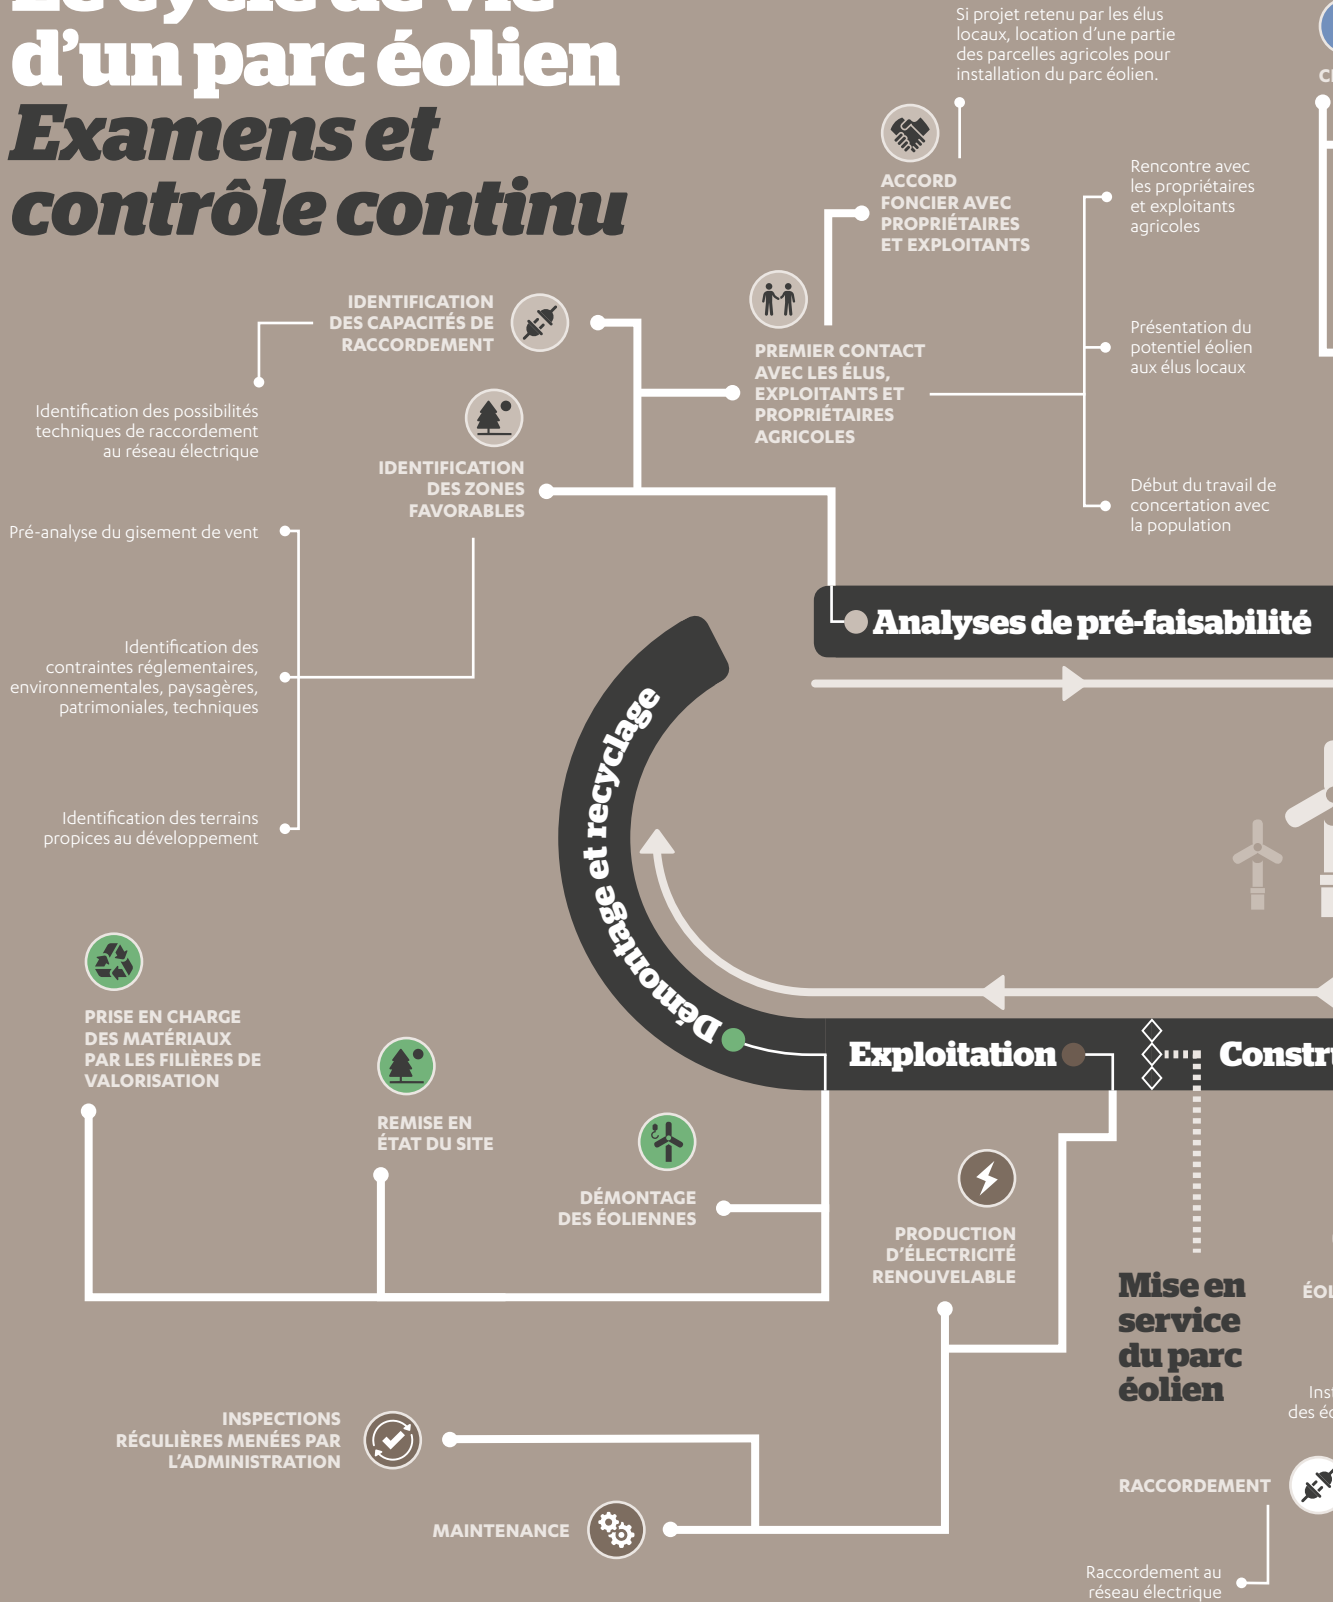 Le cycle de vie
d'un parc éolien
Examens et
contrôle continu
Si projet retenu par les élus
locaux, location d'une partie
des parcelles agricoles pour
installation du parc éolien.
ACCORD
FONCIER AVEC
PROPRIÉTAIRES
ET EXPLOITANTS
Rencontre avec
les propriétaires
et exploitants
agricoles
IDENTIFICATION
DES CAPACITÉS DE
RACCORDEMENT
PREMIER CONTACT
AVEC LES ÉLUS,
EXPLOITANTS ET
PROPRIÉTAIRES
AGRICOLES
Présentation du
potentiel éolien
aux élus locaux
Identification des possibilités
techniques de raccordement
au réseau électrique
IDENTIFICATION
DES ZONES
FAVORABLES
Début du travail de
concertation avec
la population
Pré-analyse du gisement de vent
Identification des
contraintes réglementaires,
environnementales, paysagères,
patrimoniales, techniques
Identification des terrains
propices au développement
Analyses de pré-faisabilité
Démontage et recyclage
Exploitation
PRISE EN CHARGE
DES MATÉRIAUX
PAR LES FILIÈRES DE
VALORISATION
REMISE EN
ÉTAT DU SITE
DÉMONTAGE
DES ÉOLIENNES
PRODUCTION
D'ÉLECTRICITÉ
RENOUVELABLE
Mise en
service
du parc
éolien
INSPECTIONS
RÉGULIÈRES MENÉES PAR
L'ADMINISTRATION
MAINTENANCE
des
RACCORDEMENT
Raccordement au
réseau électrique